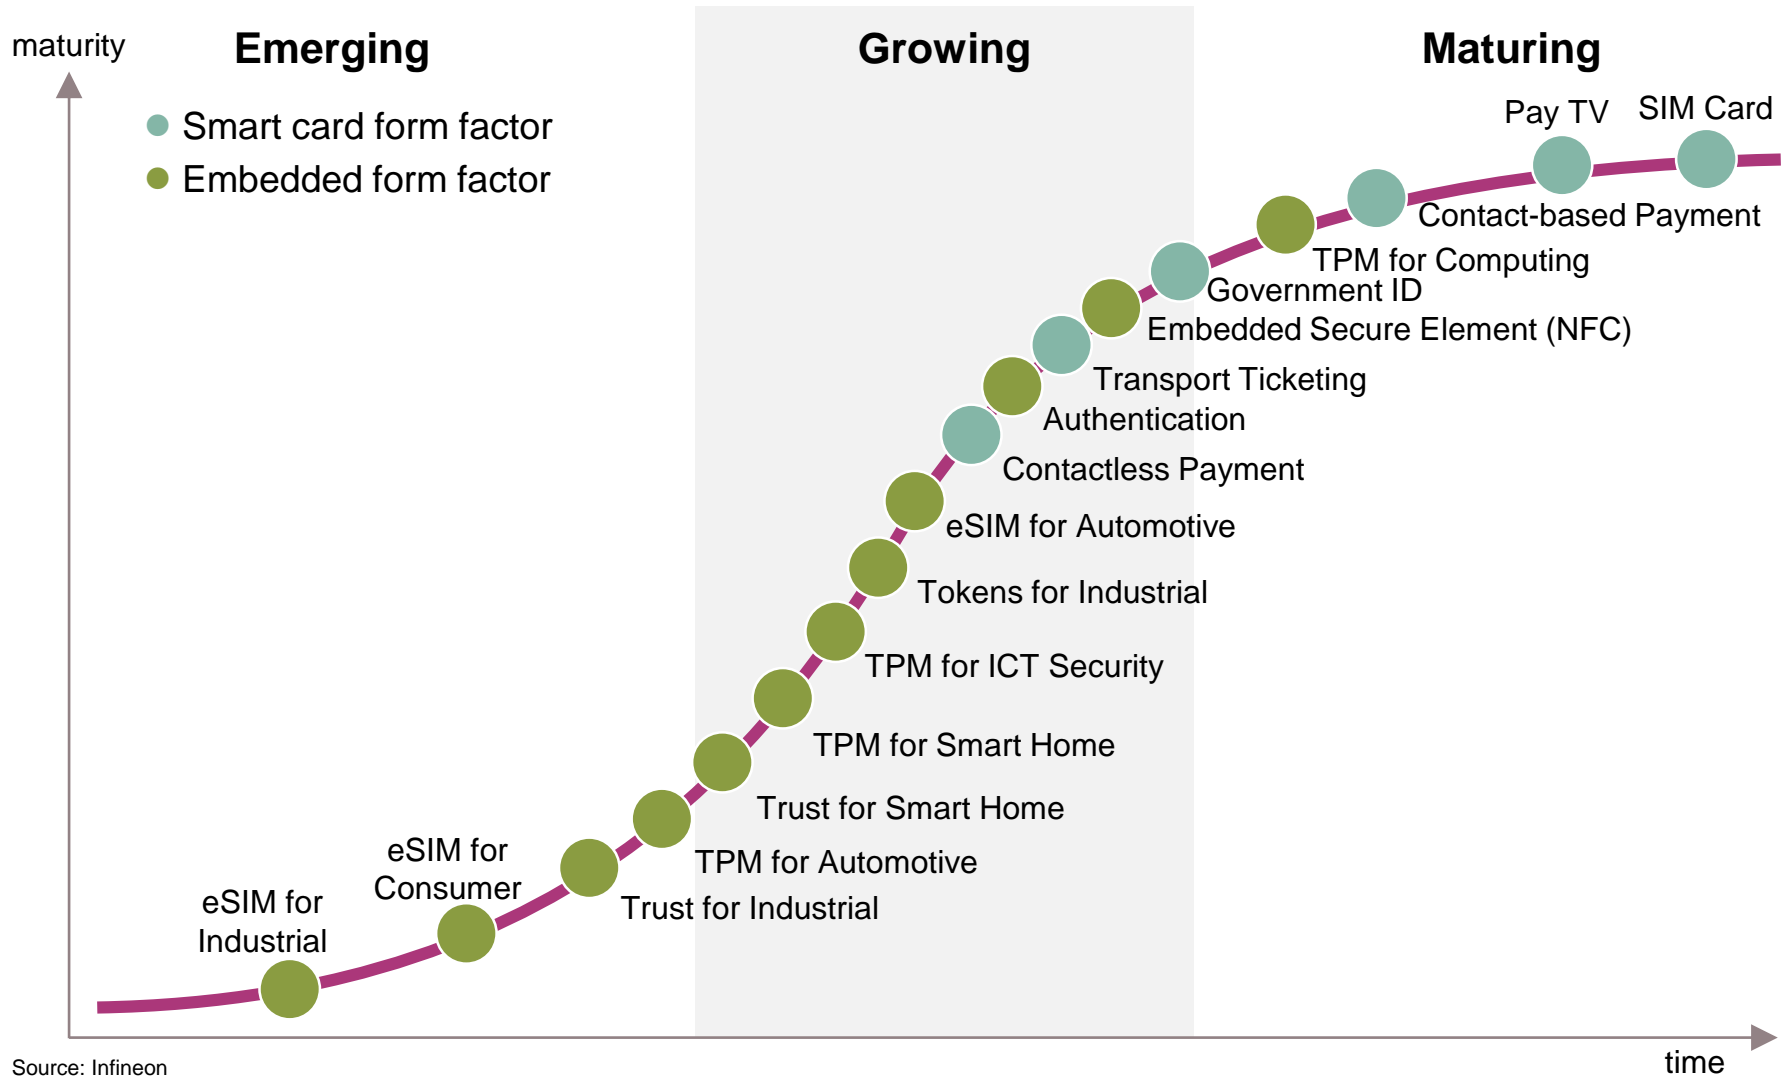 maturity
Emerging
Growing
Maturing
Smart card form factor
Embedded form factor
Pay TV
SIM Card
Contact-based Payment
TPM for Computing
Government ID
Embedded Secure Element (NFC)
Transport Ticketing
Authentication
Contactless Payment
eSIM for Automotive
Tokens for Industrial
TPM for ICT Security
TPM for Smart Home
Trust for Smart Home
TPM for Automotive
Trust for Industrial
eSIM for
Consumer
eSIM for
Industrial
time
Source: Infineon